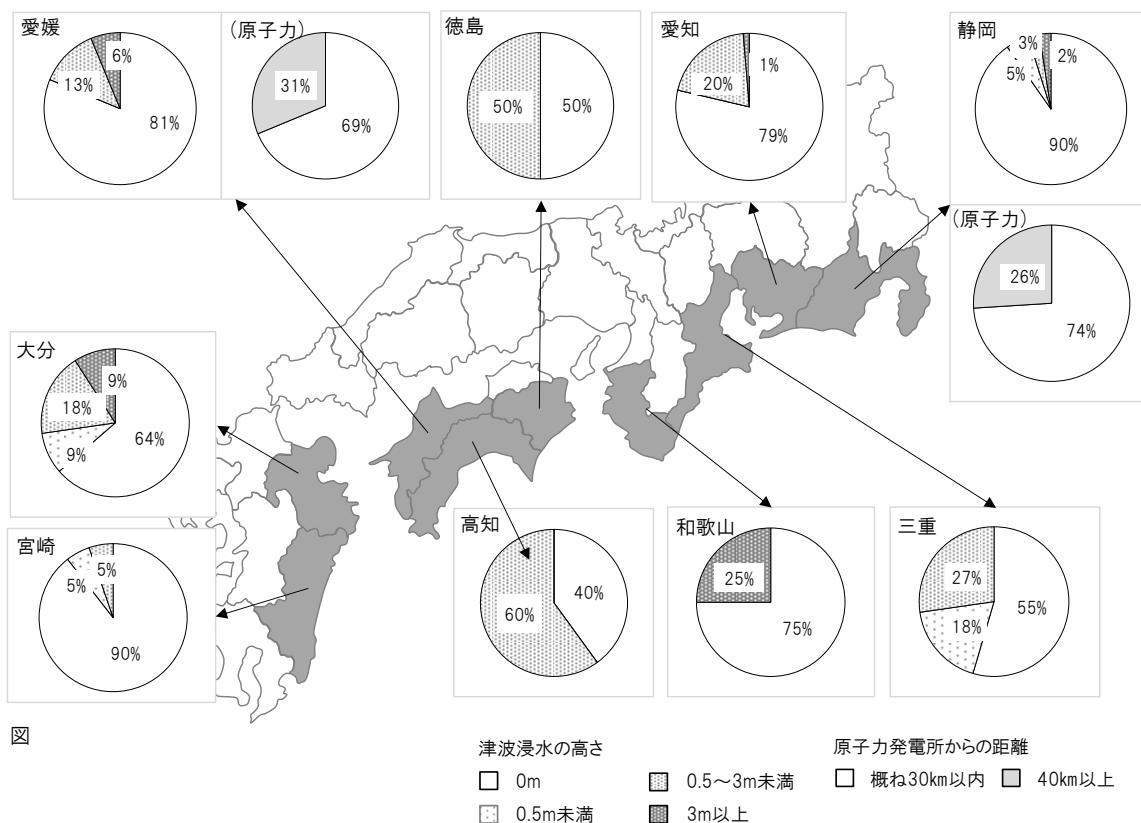 愛媛
6%
13%
81%
(原子力)
31%
69%
徳島
50%
50%
愛知
1%
20%
79%
静岡
3%
2%
5%
90%
(原子力)
26%
74%
大分
9%
18%
9%
64%
宮崎
5%
5%
90%
高知
40%
60%
和歌山
25%
75%
三重
27%
18%
55%
図
津波浸水の高さ
0m
0.5～3m未満
0.5m未満
3m以上
原子力発電所からの距離
概ね30km以内
40km以上